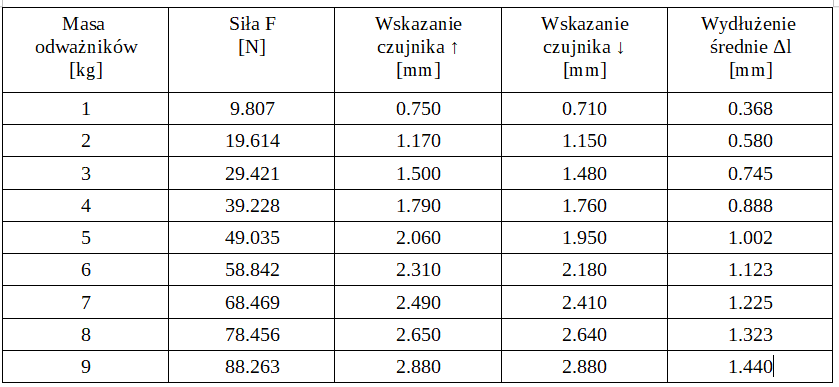 Masa odważników [kg] Siła F [N] Wskazanie czujnika ↑ [mm] Wskazanie czujnika ↓ [mm] Wydłużenie średnie Δl [mm]
1 9.807 0.750 0.710 0.368
2 19.614 1.170 1.150 0.580
3 29.421 1.500 1.480 0.745
4 39.228 1.790 1.760 0.888
5 49.035 2.060 1.950 1.002
6 58.842 2.310 2.180 1.123
7 68.469 2.490 2.410 1.225
8 78.456 2.650 2.640 1.323
9 88.263 2.880 2.880 1.440